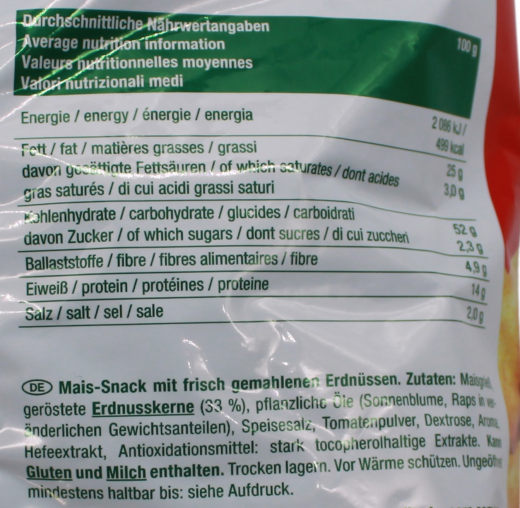 Durchschnittliche Nährwertangaben
Average nutrition information 100 g
Valeurs nutritionnelles moyennes
Valori nutrizionali medi
Energie / energy / énergie / energia 2 086 kJ /
499 kcal
Fett / fat / matières grasses / grassi 25 g
davon gesättigte Fettsäuren / of which saturates / dont acides
gras saturés / di cui acidi grassi saturi 3,0 g
Kohlenhydrate / carbohydrate / glucides / carboidrati 52 g
davon Zucker / of which sugars / dont sucres / di cui zuccheri 2,3 g
Ballaststoffe / fibre / fibres alimentaires / fibre 4,9 g
Eiweiß / protein / protéines / proteine 14 g
Salz / salt / sel / sale 2,0 g
DE Mais-Snack mit frisch gemahlenen Erdnüssen. Zutaten: Maisgrieß,
geröstete Erdnusskerne (33 %), pflanzliche Öle (Sonnenblume, Raps in ver-
änderlichen Gewichtsanteilen), Speisesalz, Tomatenpulver, Dextrose, Aroma,
Hefeextrakt, Antioxidationsmittel: stark tocopherolhaltige Extrakte. Kann
Gluten und Milch enthalten. Trocken lagern. Vor Wärme schützen. Ungeöffnet
mindestens haltbar bis: siehe Aufdruck.